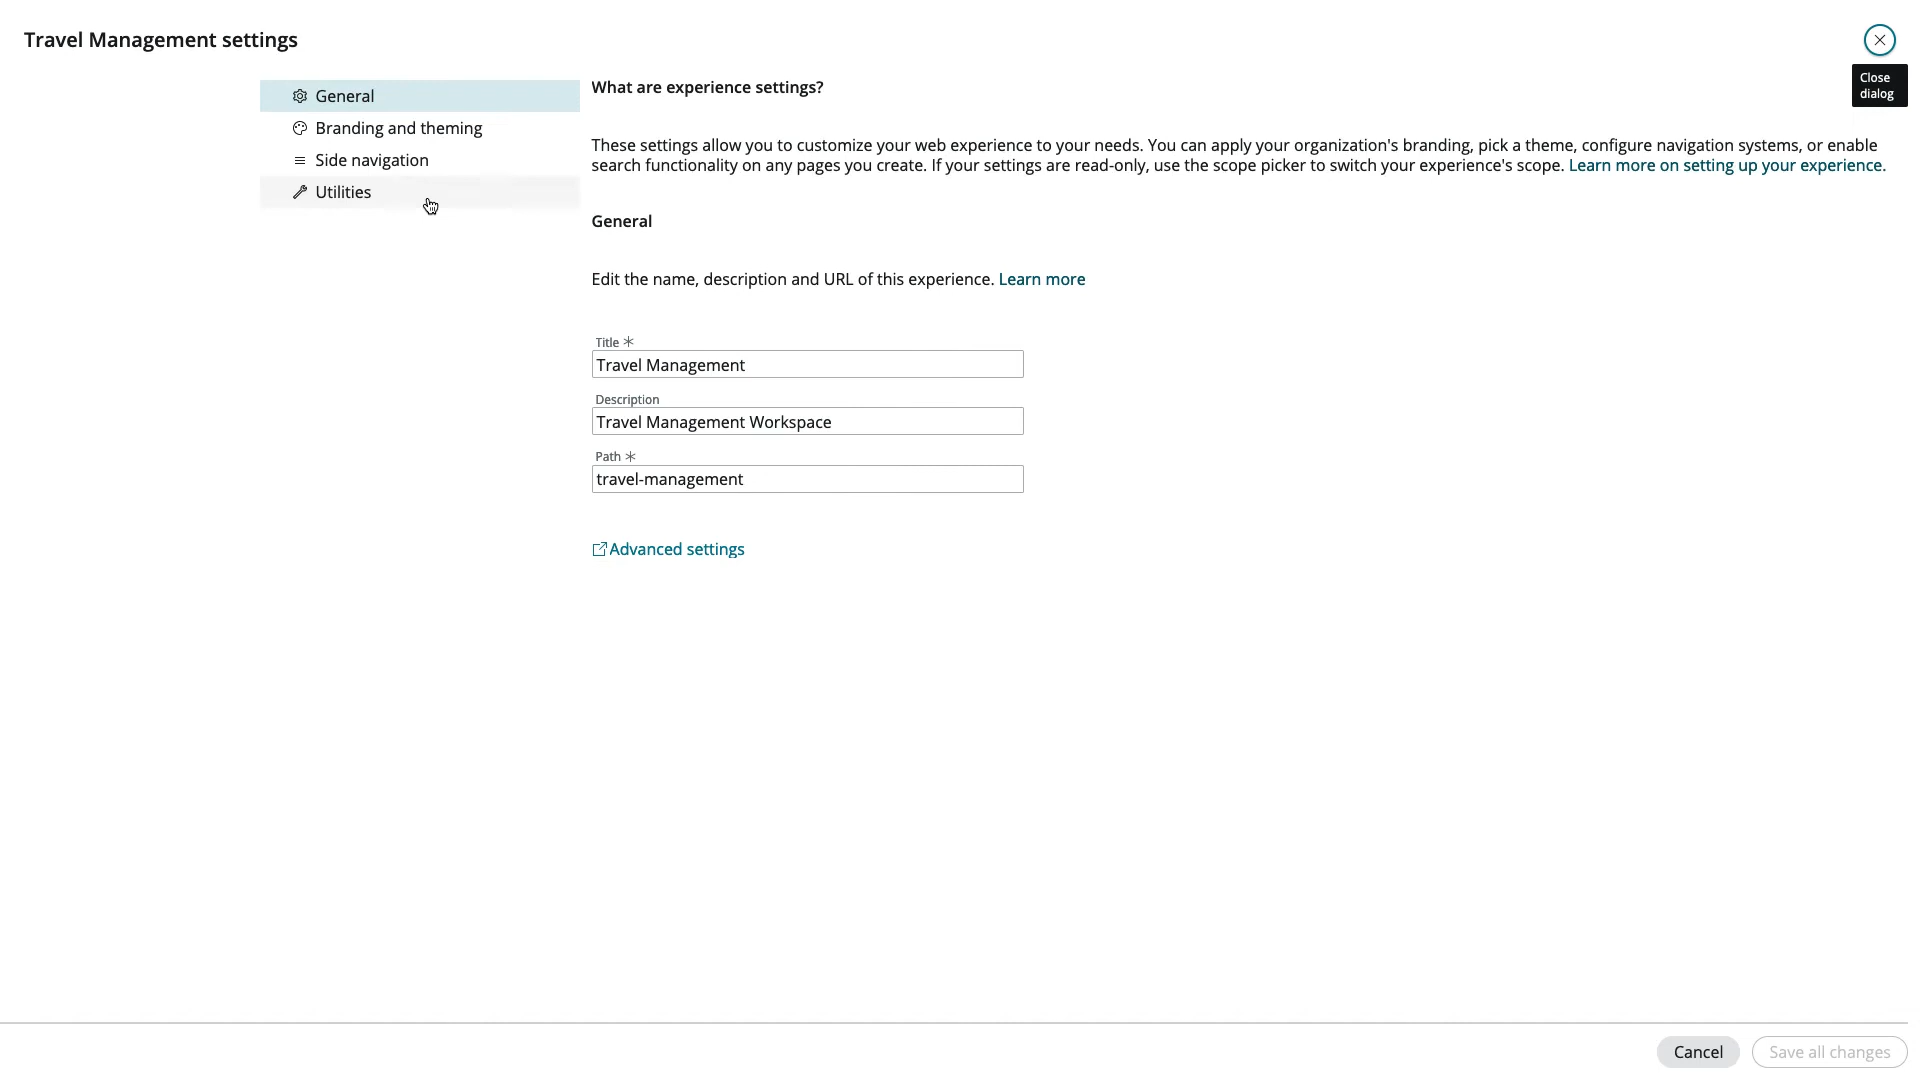 Travel Management settings
Close
dialog
General
Branding and theming
Side navigation
Utilities
What are experience settings?
These settings allow you to customize your web experience to your needs. You can apply your organization's branding, pick a theme, configure navigation systems, or enable
search functionality on any pages you create. If your settings are read-only, use the scope picker to switch your experience's scope. Learn more on setting up your experience.
General
Edit the name, description and URL of this experience. Learn more
Title *
Travel Management
Description
Travel Management Workspace
Path *
travel-management
Advanced settings
Cancel
Save all changes